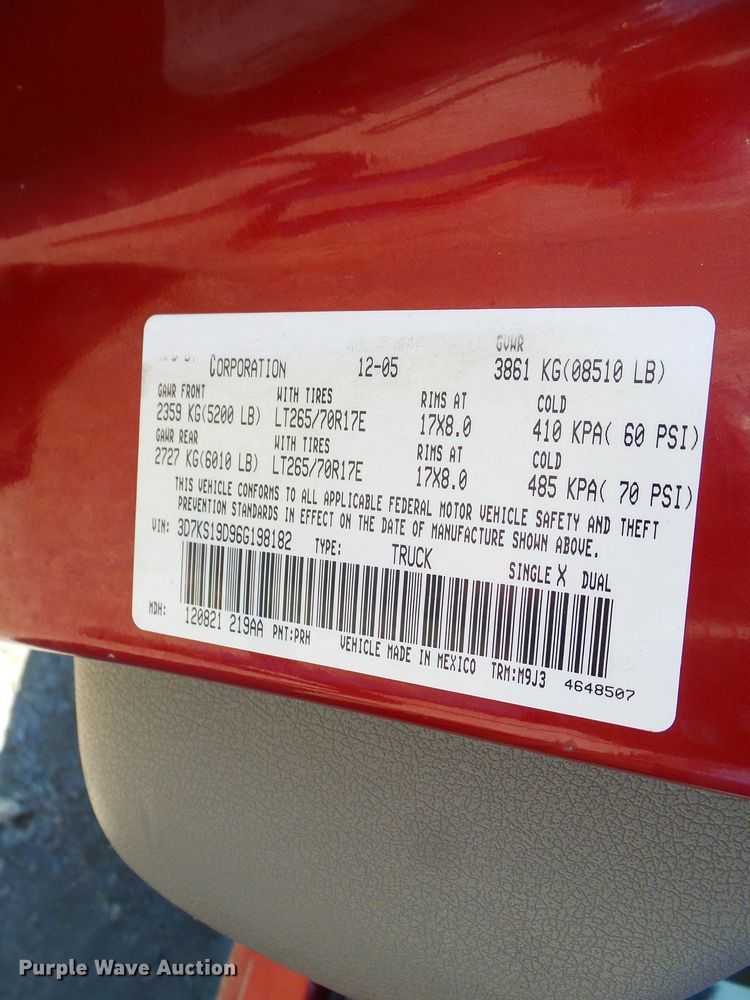 CORPORATION 12-05 GVWR
3861 KG(08510 LB)
GAWR FRONT WITH TIRES RIMS AT COLD
2359 KG(5200 LB) LT265/70R17E 17X8.0 410 KPA( 60 PSI)
GAWR REAR WITH TIRES RIMS AT COLD
2727 KG(6010 LB) LT265/70R17E 17X8.0 485 KPA( 70 PSI)
THIS VEHICLE CONFORMS TO ALL APPLICABLE FEDERAL MOTOR VEHICLE SAFETY AND THEFT
PREVENTION STANDARDS IN EFFECT ON THE DATE OF MANUFACTURE SHOWN ABOVE.
VIN: 3D7KS19D96G198182 TYPE: TRUCK SINGLE X DUAL
MDH: 120821 219AA PNT:PRH VEHICLE MADE IN MEXICO TRM:M9J3 4648507
Purple Wave Auction